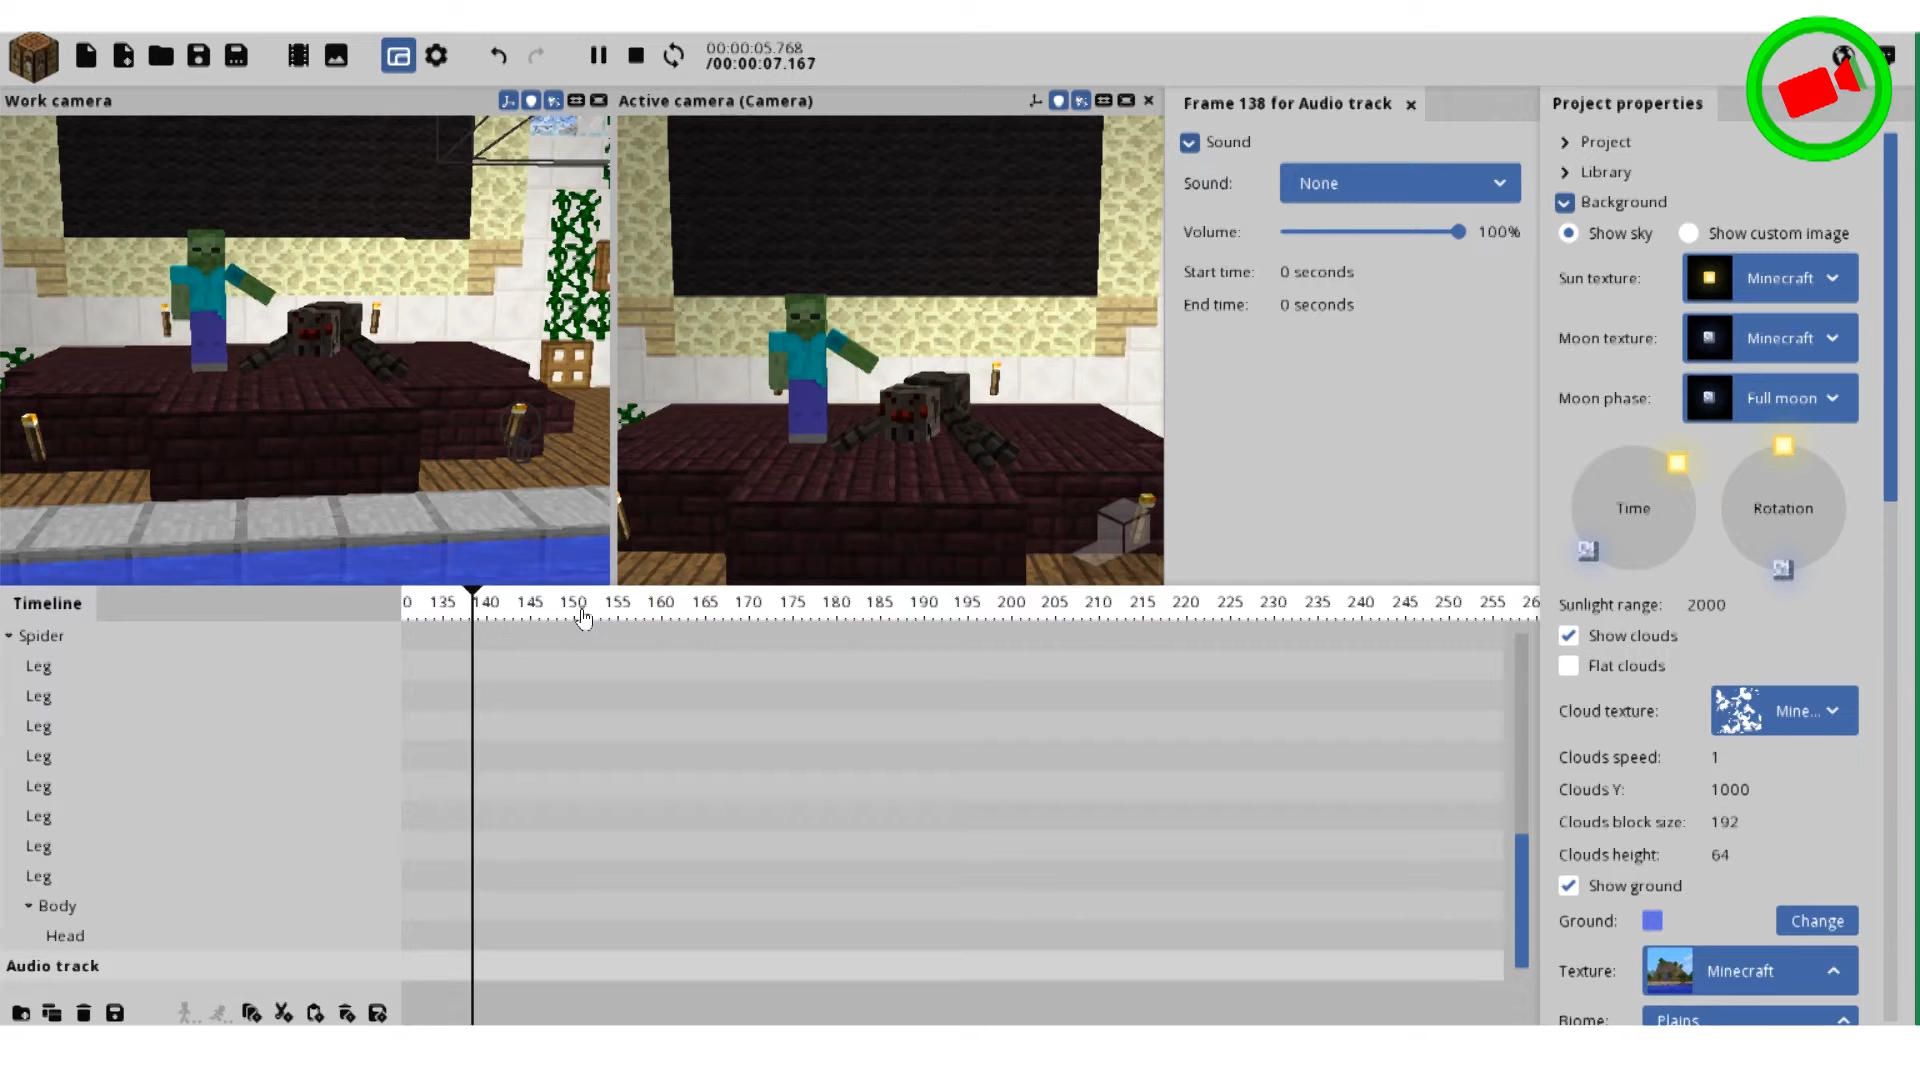 00:00:05.768
/00:00:07.167
Work camera
Active camera (Camera)
Frame 138 for Audio track
Sound
Sound: None
Volume: 100%
Start time: 0 seconds
End time: 0 seconds
Project properties
Project
Library
Background
Show sky Show custom image
Sun texture: Minecraft
Moon texture: Minecraft
Moon phase: Full moon
Time Rotation
Sunlight range: 2000
Show clouds
Flat clouds
Cloud texture: Mine...
Clouds speed: 1
Clouds Y: 1000
Clouds block size: 192
Clouds height: 64
Show ground
Ground: Change
Texture: Minecraft
Biome: Plains
Timeline
0 135 140 145 150 155 160 165 170 175 180 185 190 195 200 205 210 215 220 225 230 235 240 245 250 255 26
Spider
Leg
Leg
Leg
Leg
Leg
Leg
Leg
Leg
Body
Head
Audio track